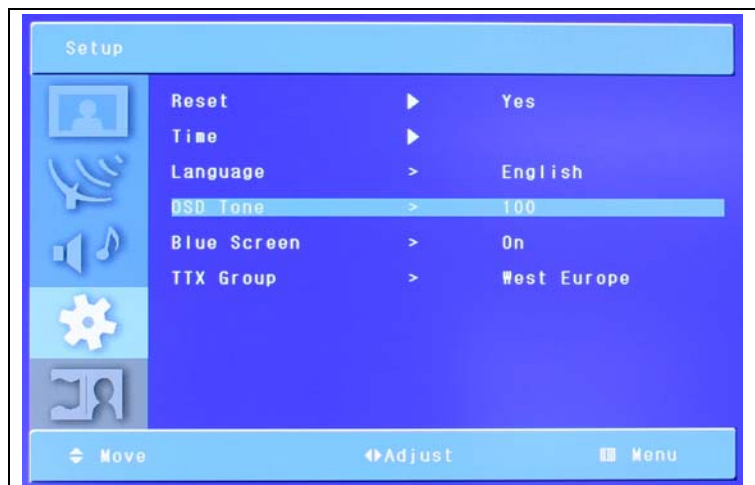 Setup
Reset Yes
Time
Language > English
OSD Tone > 100
Blue Screen > On
TTX Group > West Europe
Move Adjust Menu